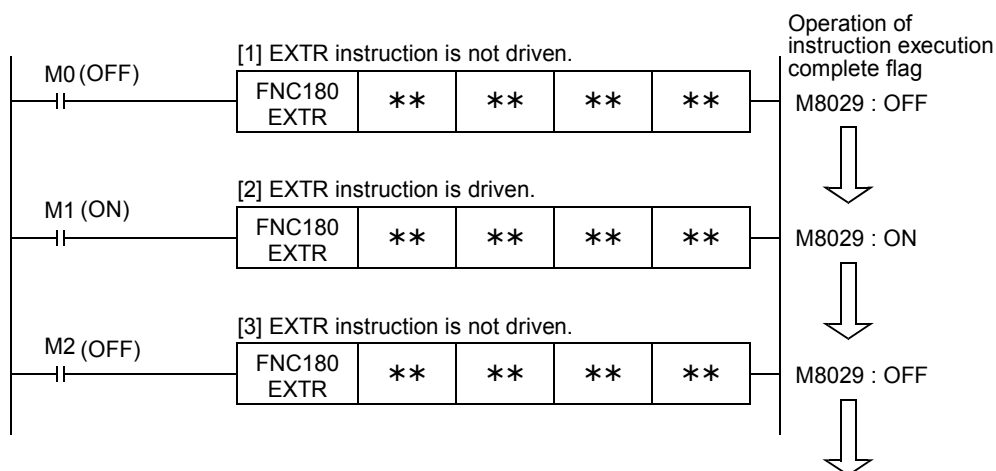 Operation of
instruction execution
complete flag
[1] EXTR instruction is not driven.
M0 (OFF)
FNC180
EXTR
** ** ** **
M8029 : OFF
[2] EXTR instruction is driven.
M1 (ON)
FNC180
EXTR
** ** ** **
M8029 : ON
[3] EXTR instruction is not driven.
M2 (OFF)
FNC180
EXTR
** ** ** **
M8029 : OFF